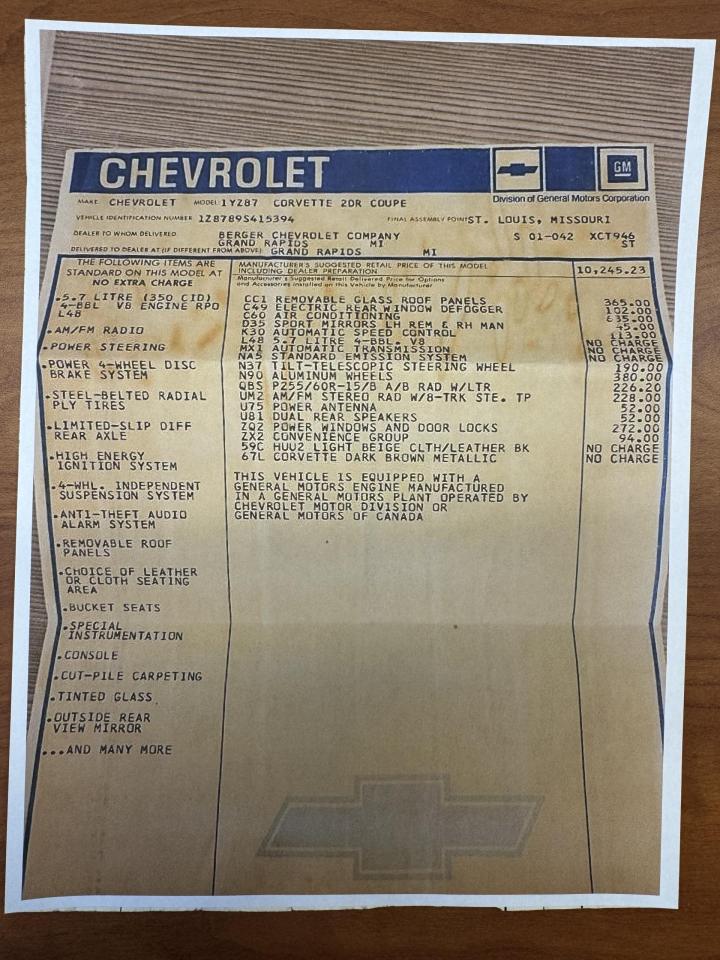 CHEVROLET
GM
Division of General Motors Corporation
MAKE CHEVROLET MODEL 1YZ87 CORVETTE 2DR COUPE
VEHICLE IDENTIFICATION NUMBER 1Z8789S415394 FINAL ASSEMBLY POINT ST. LOUIS, MISSOURI
DEALER TO WHOM DELIVERED BERGER CHEVROLET COMPANY S 01-042 XCT946
GRAND RAPIDS MI ST
DELIVERED TO DEALER AT (IF DIFFERENT FROM ABOVE) GRAND RAPIDS MI
THE FOLLOWING ITEMS ARE
STANDARD ON THIS MODEL AT
NO EXTRA CHARGE
.5.7 LITRE (350 CID)
4-BBL V8 ENGINE RPO
L48
.AM/FM RADIO
.POWER STEERING
.POWER 4-WHEEL DISC
BRAKE SYSTEM
.STEEL-BELTED RADIAL
PLY TIRES
.LIMITED-SLIP DIFF
REAR AXLE
.HIGH ENERGY
IGNITION SYSTEM
.4-WHL. INDEPENDENT
SUSPENSION SYSTEM
.ANTI-THEFT AUDIO
ALARM SYSTEM
.REMOVABLE ROOF
PANELS
.CHOICE OF LEATHER
OR CLOTH SEATING
AREA
.BUCKET SEATS
.SPECIAL
INSTRUMENTATION
.CONSOLE
.CUT-PILE CARPETING
.TINTED GLASS
.OUTSIDE REAR
VIEW MIRROR
...AND MANY MORE
MANUFACTURER'S SUGGESTED RETAIL PRICE OF THIS MODEL
INCLUDING DEALER PREPARATION 10,245.23
Manufacturer's Suggested Retail Delivered Price for Options
and Accessories Installed on this Vehicle by Manufacturer
CC1 REMOVABLE GLASS ROOF PANELS 365.00
C49 ELECTRIC REAR WINDOW DEFOGGER 102.00
C60 AIR CONDITIONING 635.00
D35 SPORT MIRRORS LH REM & RH MAN 45.00
K30 AUTOMATIC SPEED CONTROL 113.00
L48 5.7 LITRE 4-BBL. V8 NO CHARGE
MX1 AUTOMATIC TRANSMISSION NO CHARGE
NA5 STANDARD EMISSION SYSTEM NO CHARGE
N37 TILT-TELESCOPIC STEERING WHEEL 190.00
N90 ALUMINUM WHEELS 380.00
QBS P255/60R-15/B A/B RAD W/LTR 226.20
UM2 AM/FM STEREO RAD W/8-TRK STE. TP 228.00
U75 POWER ANTENNA 52.00
U81 DUAL REAR SPEAKERS 52.00
ZQ2 POWER WINDOWS AND DOOR LOCKS 272.00
ZX2 CONVENIENCE GROUP 94.00
59C HUU2 LIGHT BEIGE CLTH/LEATHER BK NO CHARGE
67L CORVETTE DARK BROWN METALLIC NO CHARGE
THIS VEHICLE IS EQUIPPED WITH A
GENERAL MOTORS ENGINE MANUFACTURED
IN A GENERAL MOTORS PLANT OPERATED BY
CHEVROLET MOTOR DIVISION OR
GENERAL MOTORS OF CANADA